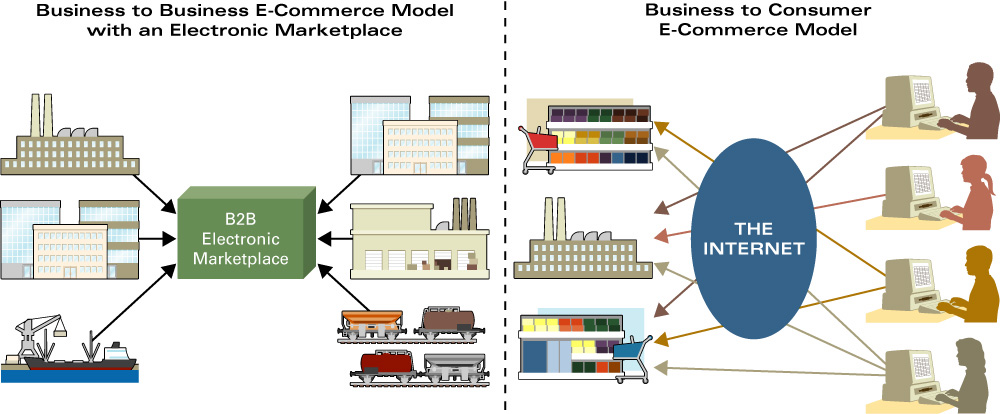 Business to Business E-Commerce Model
with an Electronic Marketplace
B2B
Electronic
Marketplace
Business to Consumer
E-Commerce Model
THE
INTERNET